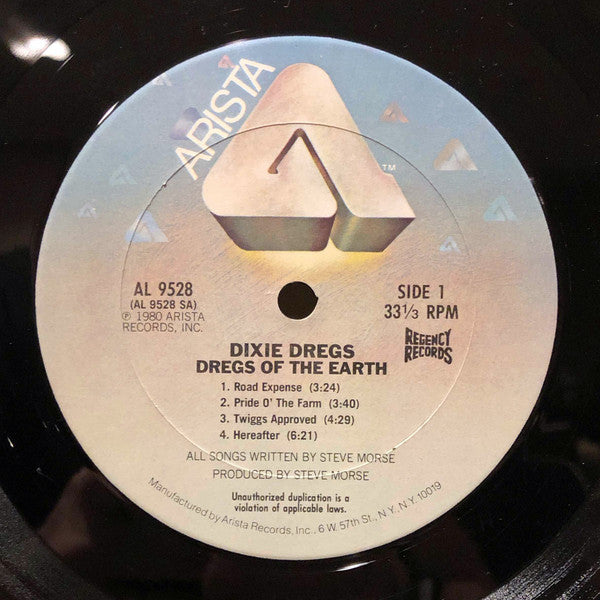 ARISTA
TM
AL 9528
(AL 9528 SA)
℗ 1980 ARISTA
RECORDS, INC.
SIDE 1
33 1/3 RPM
REGENCY
RECORDS
DIXIE DREGS
DREGS OF THE EARTH
1. Road Expense (3:24)
2. Pride O' The Farm (3:40)
3. Twiggs Approved (4:29)
4. Hereafter (6:21)
ALL SONGS WRITTEN BY STEVE MORSE
PRODUCED BY STEVE MORSE
Unauthorized duplication is a
violation of applicable laws.
Manufactured by Arista Records, Inc., 6 W. 57th St., N.Y., N.Y. 10019